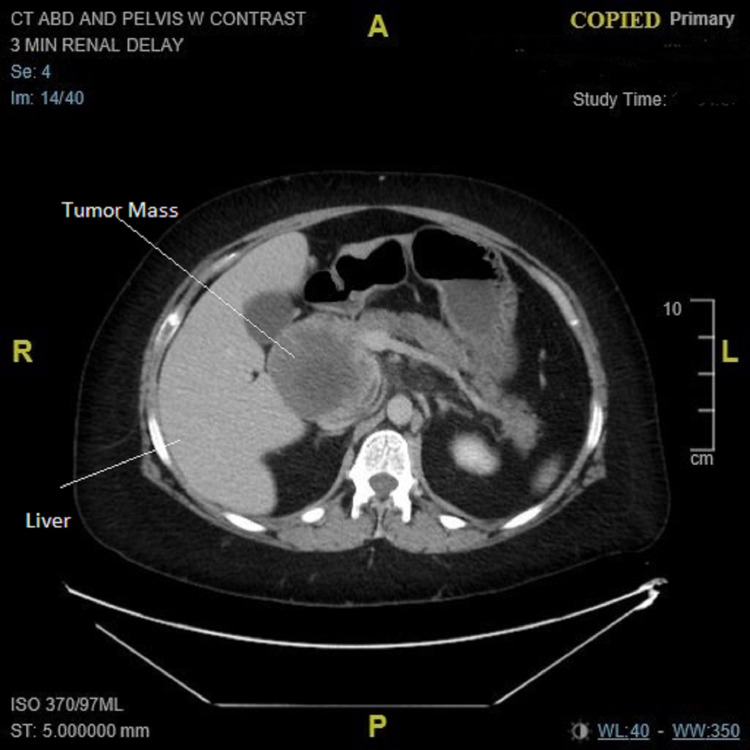 CT ABD AND PELVIS W CONTRAST
3 MIN RENAL DELAY
Se: 4
Im: 14/40
A
COPIED Primary
Study Time:
Tumor Mass
R
10
L
cm
Liver
ISO 370/97ML
ST: 5.000000 mm
P
WL:40 - WW:350